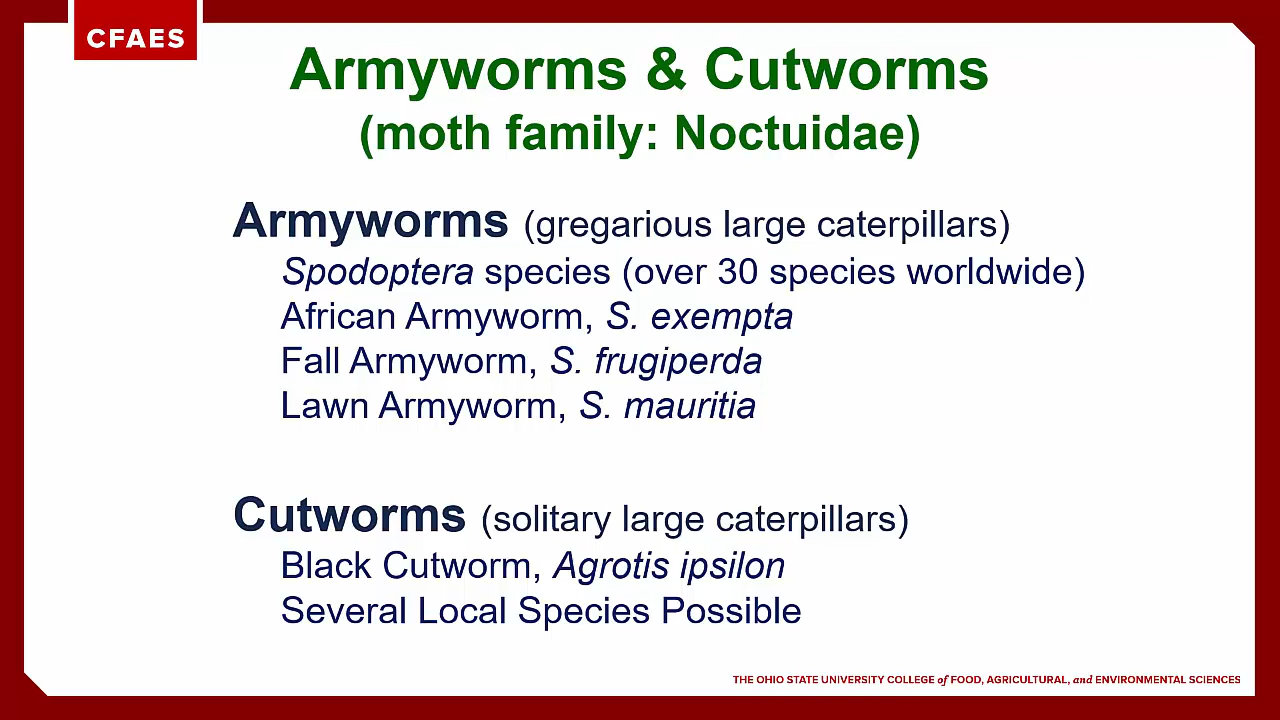 CFAES
Armyworms & Cutworms
(moth family: Noctuidae)
Armyworms (gregarious large caterpillars)
Spodoptera species (over 30 species worldwide)
African Armyworm, S. exempta
Fall Armyworm, S. frugiperda
Lawn Armyworm, S. mauritia
Cutworms (solitary large caterpillars)
Black Cutworm, Agrotis ipsilon
Several Local Species Possible
THE OHIO STATE UNIVERSITY COLLEGE of FOOD, AGRICULTURAL, and ENVIRONMENTAL SCIENCES